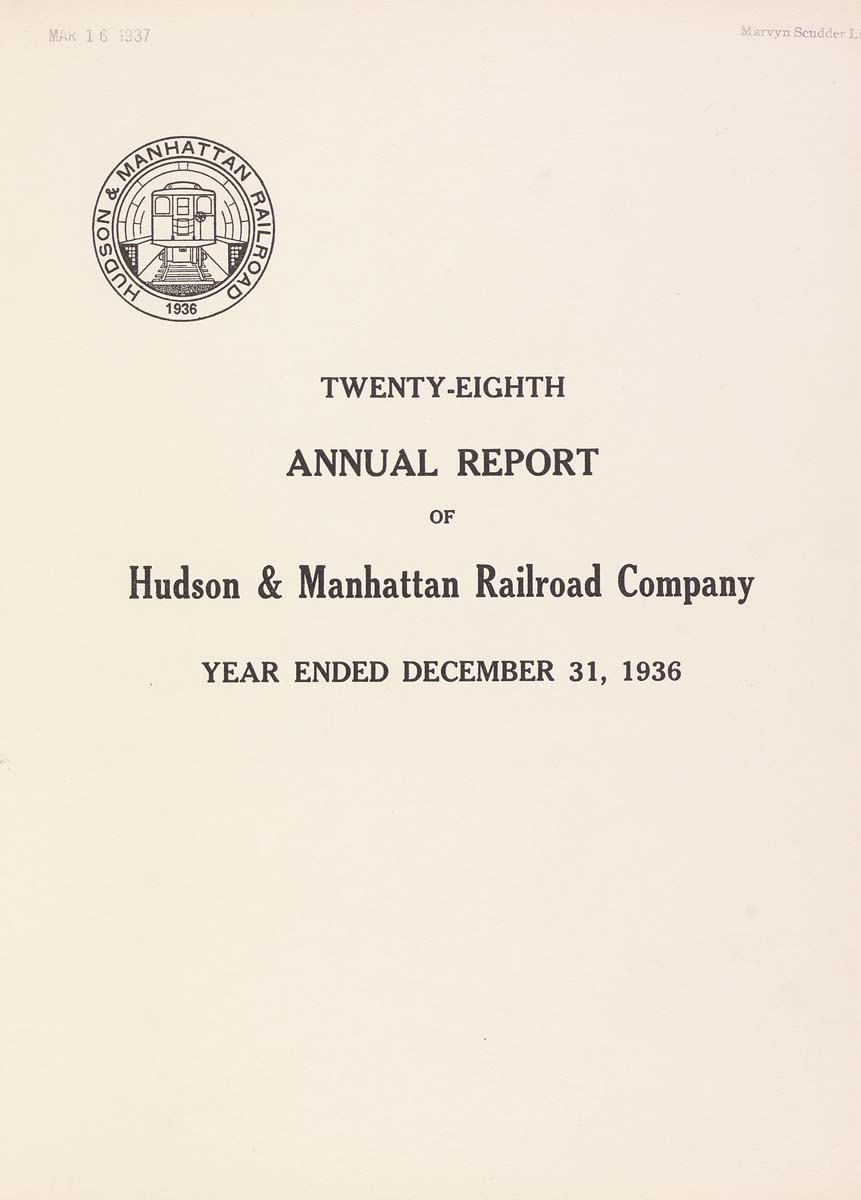 MAR 16 1937
Marvyn Scudder Li
HUDSON & MANHATTAN RAILROAD
1936
TWENTY-EIGHTH
ANNUAL REPORT
OF
Hudson & Manhattan Railroad Company
YEAR ENDED DECEMBER 31, 1936